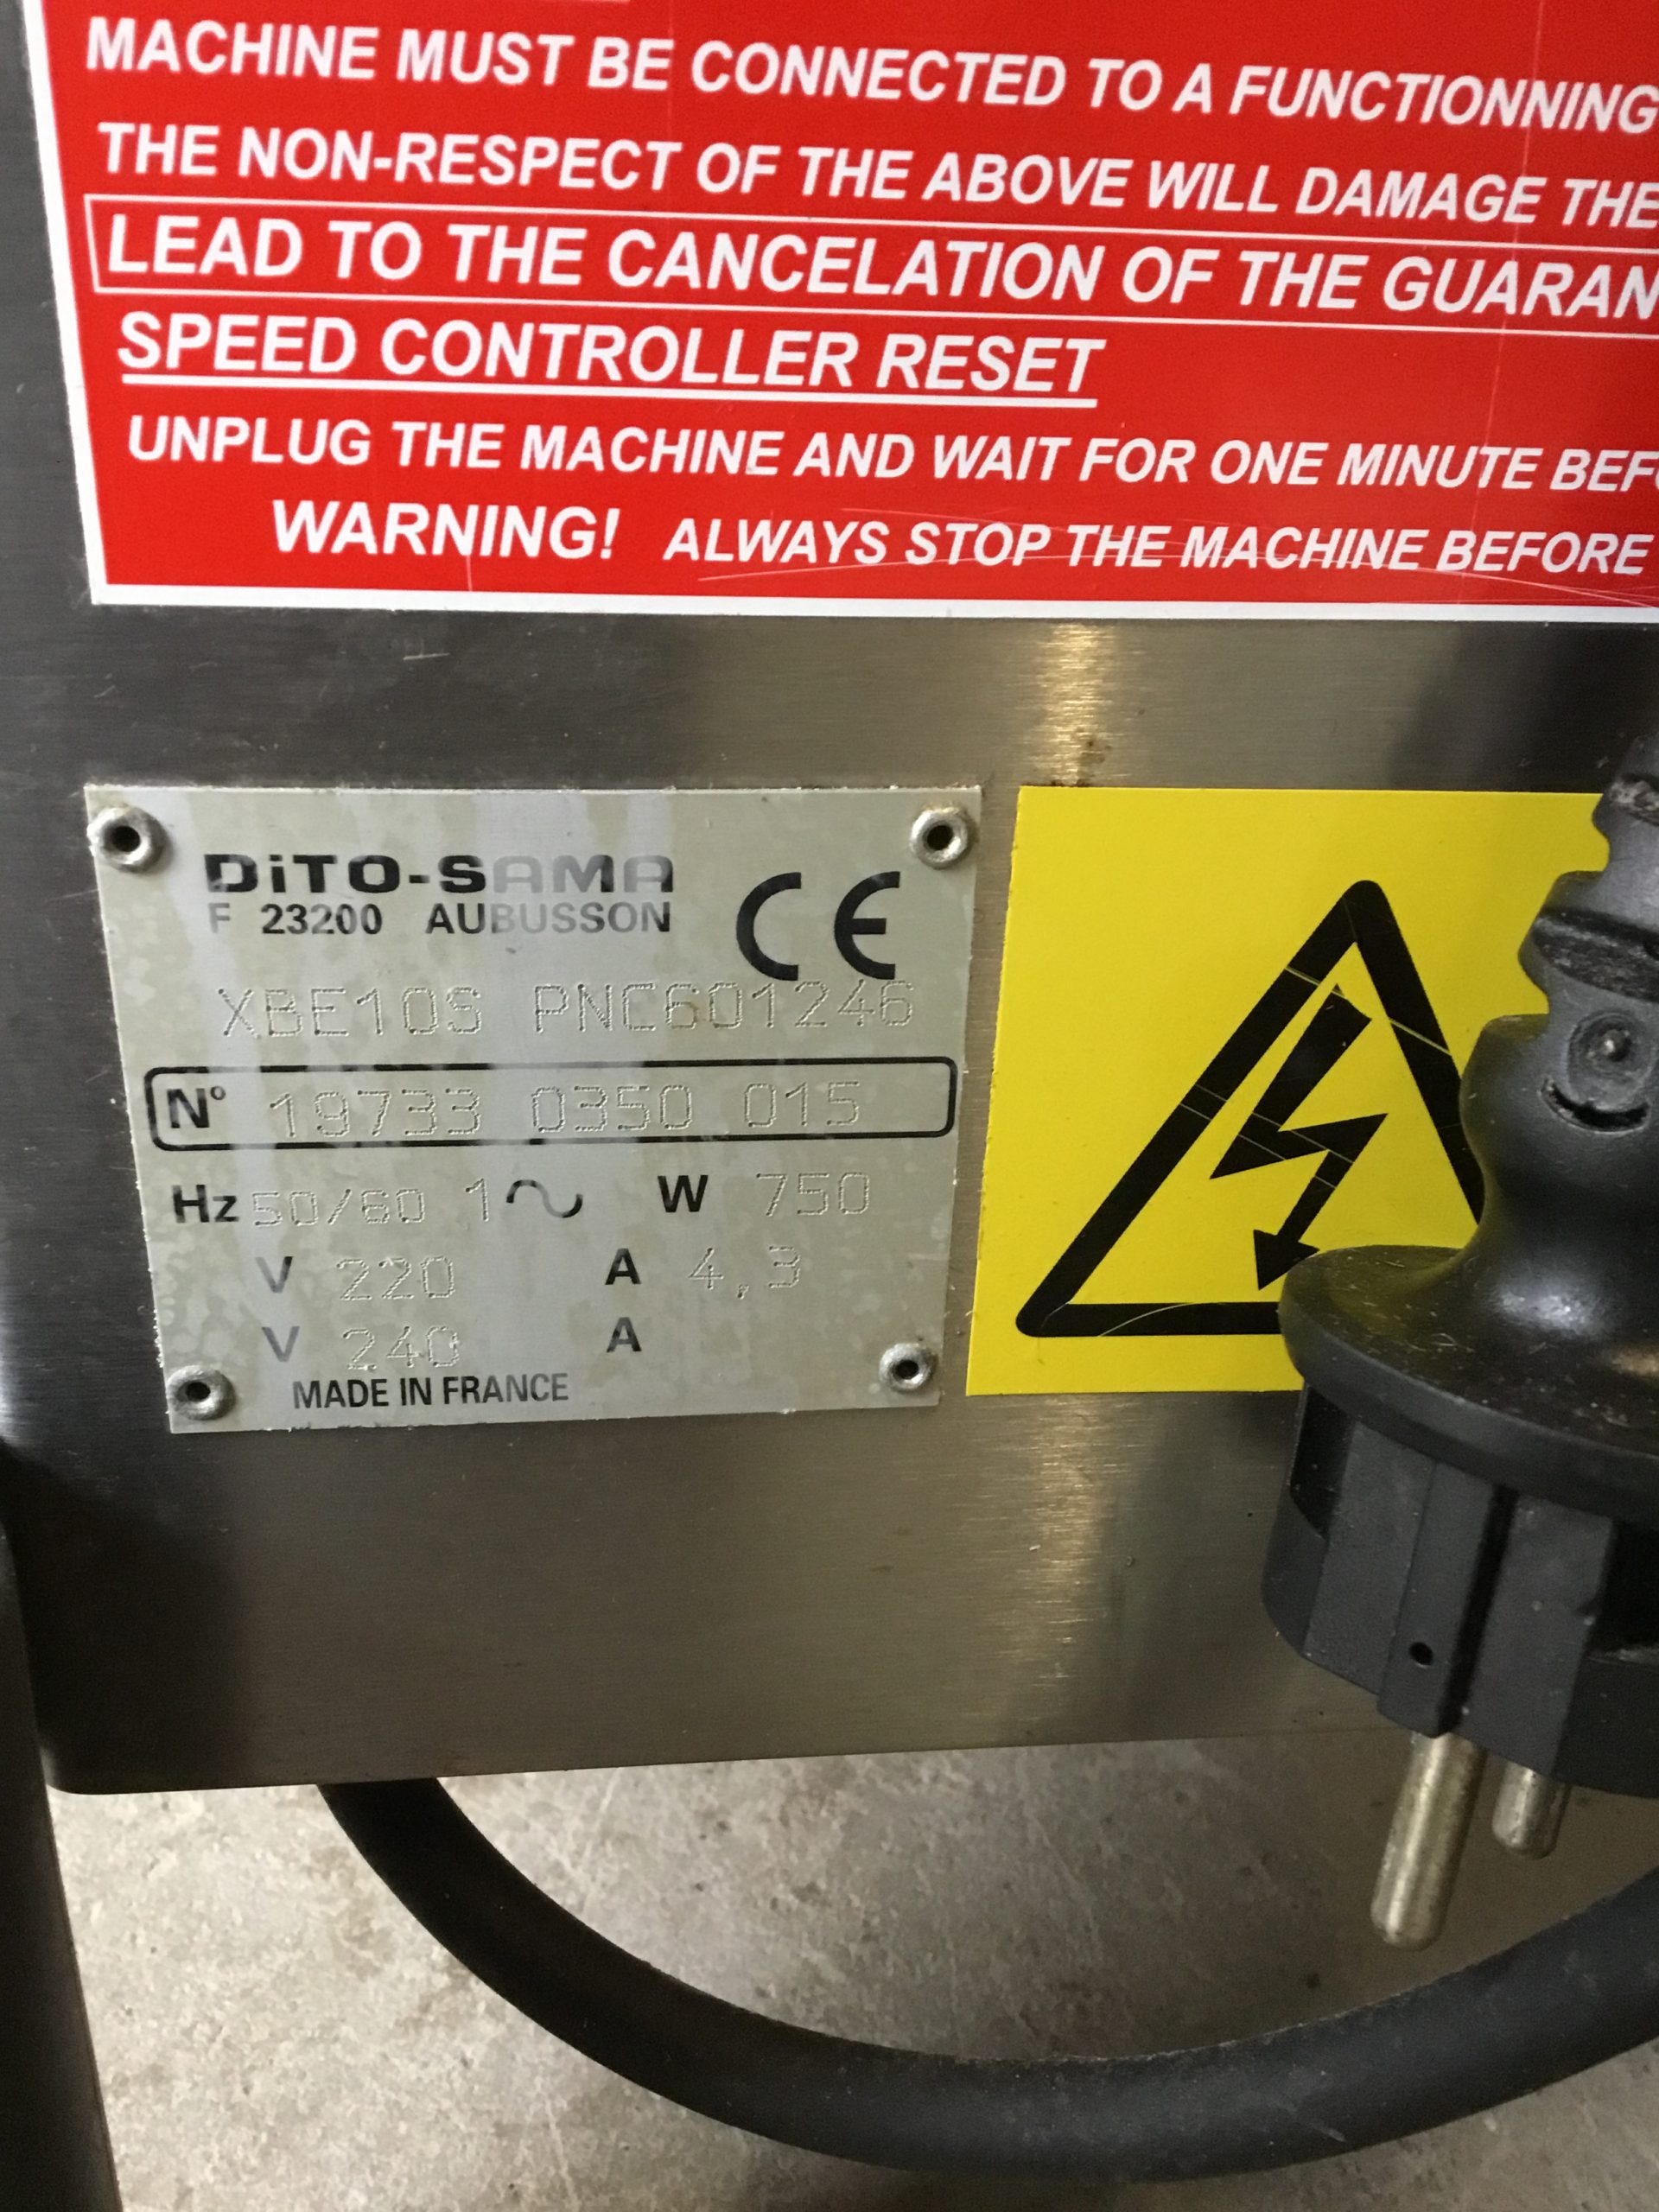 MACHINE MUST BE CONNECTED TO A FUNCTIONNING
THE NON-RESPECT OF THE ABOVE WILL DAMAGE THE
LEAD TO THE CANCELATION OF THE GUARAN
SPEED CONTROLLER RESET
UNPLUG THE MACHINE AND WAIT FOR ONE MINUTE BEF
WARNING! ALWAYS STOP THE MACHINE BEFORE
DiTO-SAMA
F 23200 AUBUSSON
CE
XBE10S PNC601246
N° 19733 0350 015
Hz 50/60 1~ W 750
V 220 A 4,3
V 240 A
MADE IN FRANCE